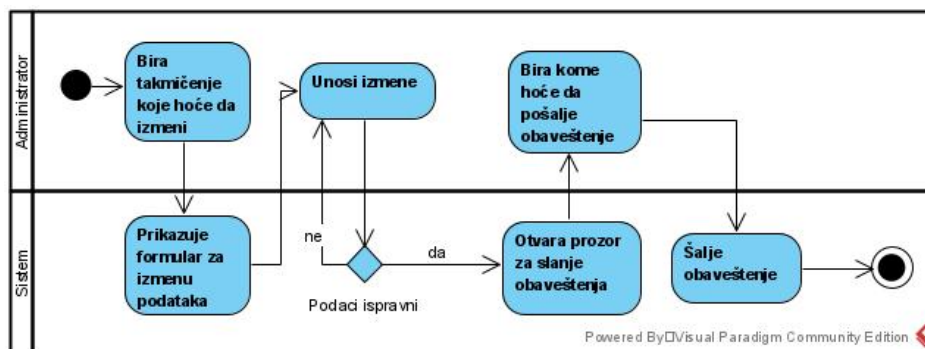 Administrator
Bira
takmičenje
koje hoće da
izmeni
Unosi izmene
Bira kome
hoće da
pošalje
obaveštenje
Sistem
Prikazuje
formular za
izmenu
podataka
ne
Podaci ispravni
da
Otvara prozor
za slanje
obaveštenja
Šalje
obaveštenje
Powered By□Visual Paradigm Community Edition